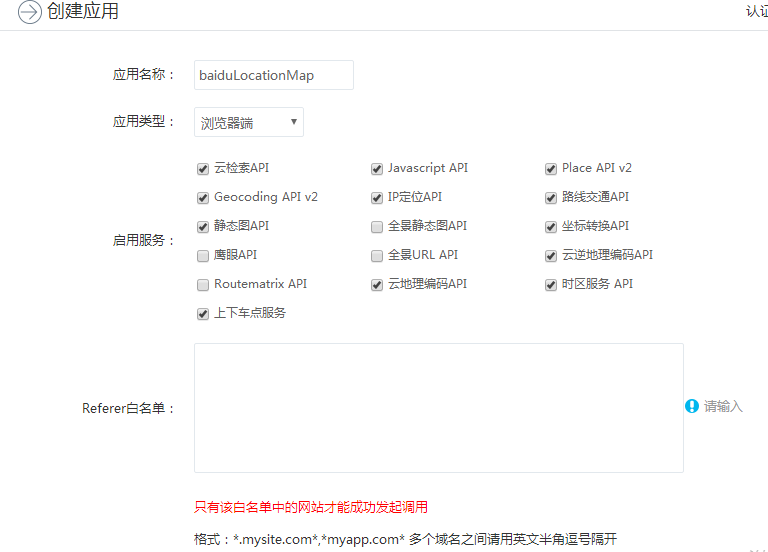 创建应用
认证
应用名称：
baiduLocationMap
应用类型：
浏览器端
启用服务：
云检索API
Javascript API
Place API v2
Geocoding API v2
IP定位API
路线交通API
静态图API
全景静态图API
坐标转换API
鹰眼API
全景URL API
云逆地理编码API
Routematrix API
云地理编码API
时区服务 API
上下车点服务
Referer白名单：
请输入
只有该白名单中的网站才能成功发起调用
格式：*.mysite.com*,*myapp.com* 多个域名之间请用英文半角逗号隔开